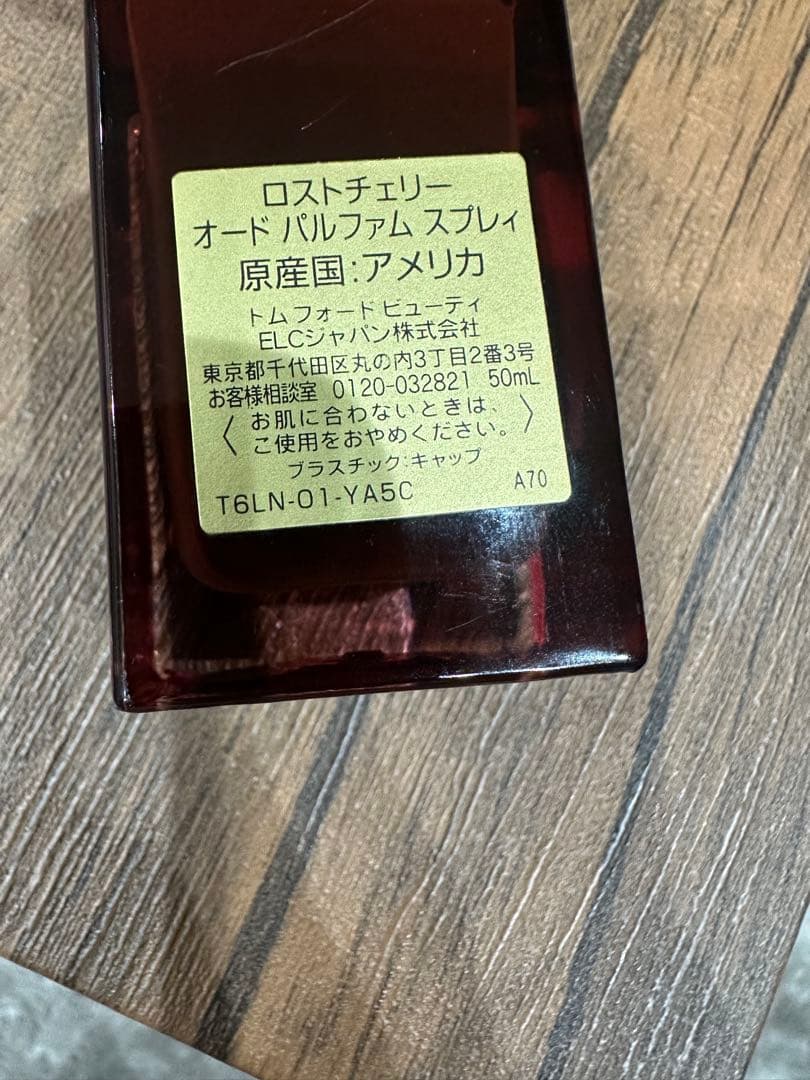 ロストチェリー
オード パルファム スプレィ
原産国:アメリカ
トム フォード ビューティ
ELCジャパン株式会社
東京都千代田区丸の内3丁目2番3号
お客様相談室 0120-032821 50mL
〈お肌に合わないときは、
ご使用をおやめください。〉
プラスチック:キャップ
T6LN-01-YA5C A70